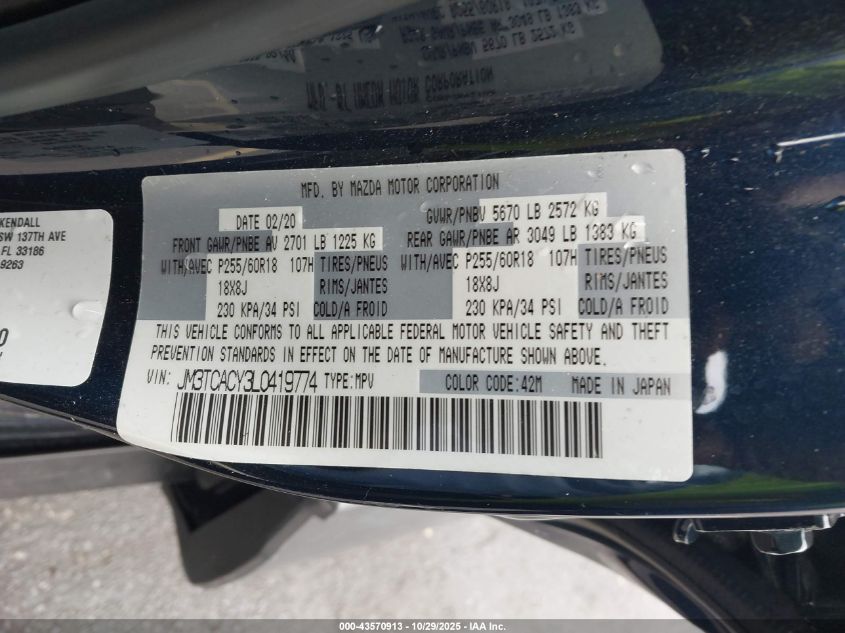 MFD. BY MAZDA MOTOR CORPORATION
DATE 02/20
GVWR/PNBV 5670 LB 2572 KG
FRONT GAWR/PNBE AV 2701 LB 1225 KG
REAR GAWR/PNBE AR 3049 LB 1383 KG
WITH/AVEC P255/60R18 107H TIRES/PNEUS
WITH/AVEC P255/60R18 107H TIRES/PNEUS
18X8J RIMS/JANTES
18X8J RIMS/JANTES
230 KPA/34 PSI COLD/A FROID
230 KPA/34 PSI COLD/A FROID
THIS VEHICLE CONFORMS TO ALL APPLICABLE FEDERAL MOTOR VEHICLE SAFETY AND THEFT
PREVENTION STANDARDS IN EFFECT ON THE DATE OF MANUFACTURE SHOWN ABOVE.
VIN: JM3TCACY3L0419774 TYPE:MPV
COLOR CODE:42M MADE IN JAPAN
KENDALL
SW 137TH AVE
FL 33186
9263
000-43570913 - 10/29/2025 - IAA Inc.